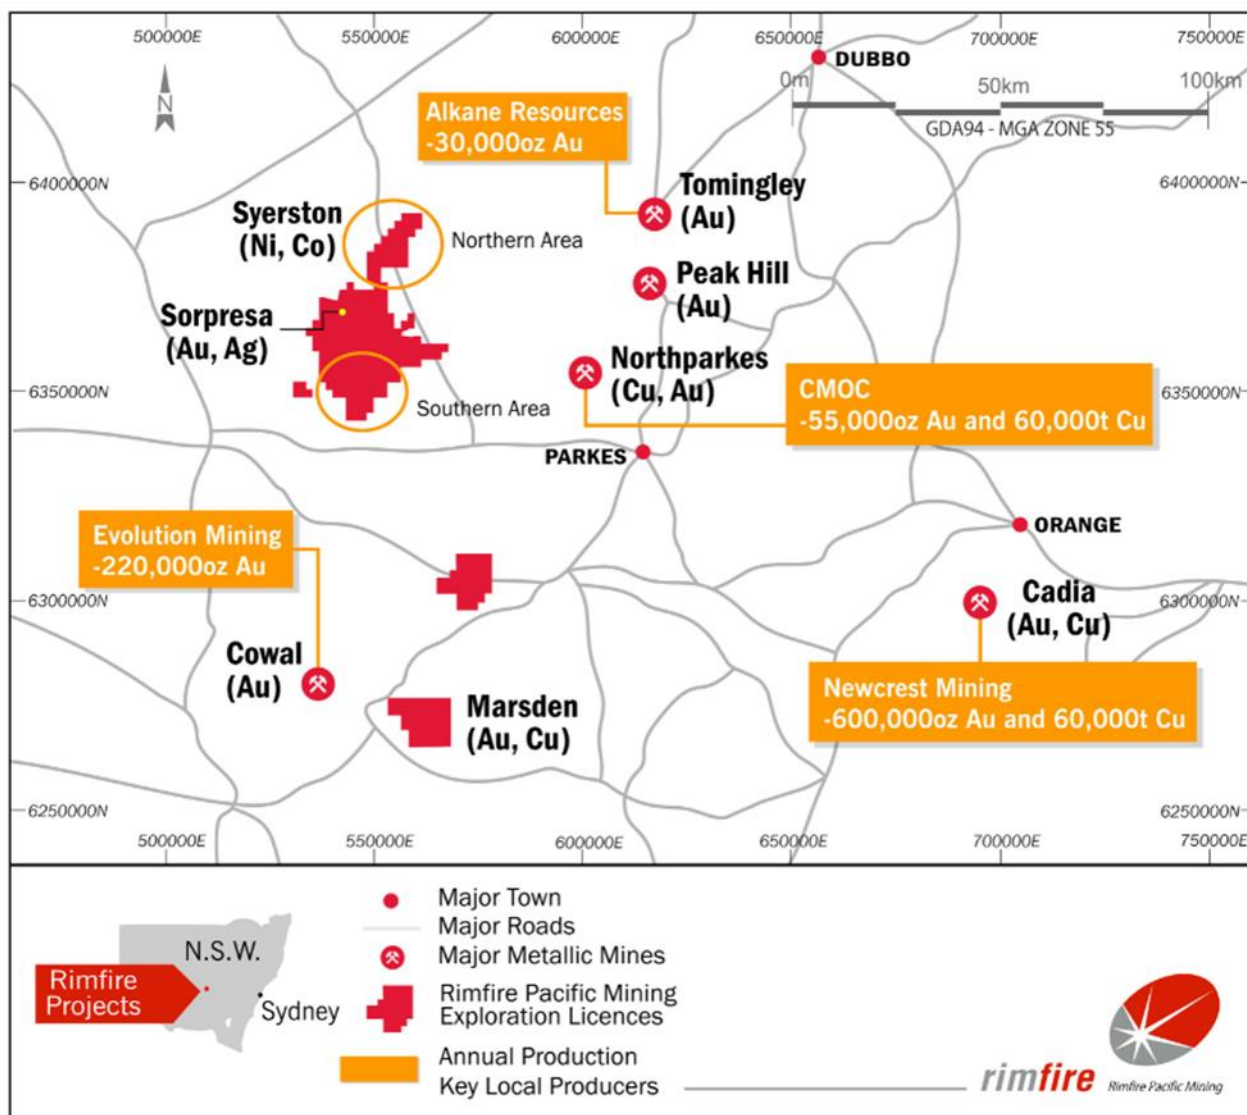 500000E
550000E
600000E
650000E
700000E
750000E
DUBBO
0m
50km
100km
GDA94 - MGA ZONE 55
N
Alkane Resources
-30,000oz Au
6400000N
6400000N
Tomingley
(Au)
Syerston
(Ni, Co)
Northern Area
Peak Hill
(Au)
Sorpresa
(Au, Ag)
Northparkes
(Cu, Au)
CMOC
-55,000oz Au and 60,000t Cu
6350000N
6350000N
Southern Area
PARKES
ORANGE
Evolution Mining
-220,000oz Au
6300000N
6300000N
Cadia
(Au, Cu)
Cowal
(Au)
Newcrest Mining
-600,000oz Au and 60,000t Cu
Marsden
(Au, Cu)
6250000N
6250000N
500000E
550000E
600000E
650000E
700000E
750000E
N.S.W.
Rimfire
Projects
Sydney
Major Town
Major Roads
Major Metallic Mines
Rimfire Pacific Mining
Exploration Licences
Annual Production
Key Local Producers
rimfire
Rimfire Pacific Mining